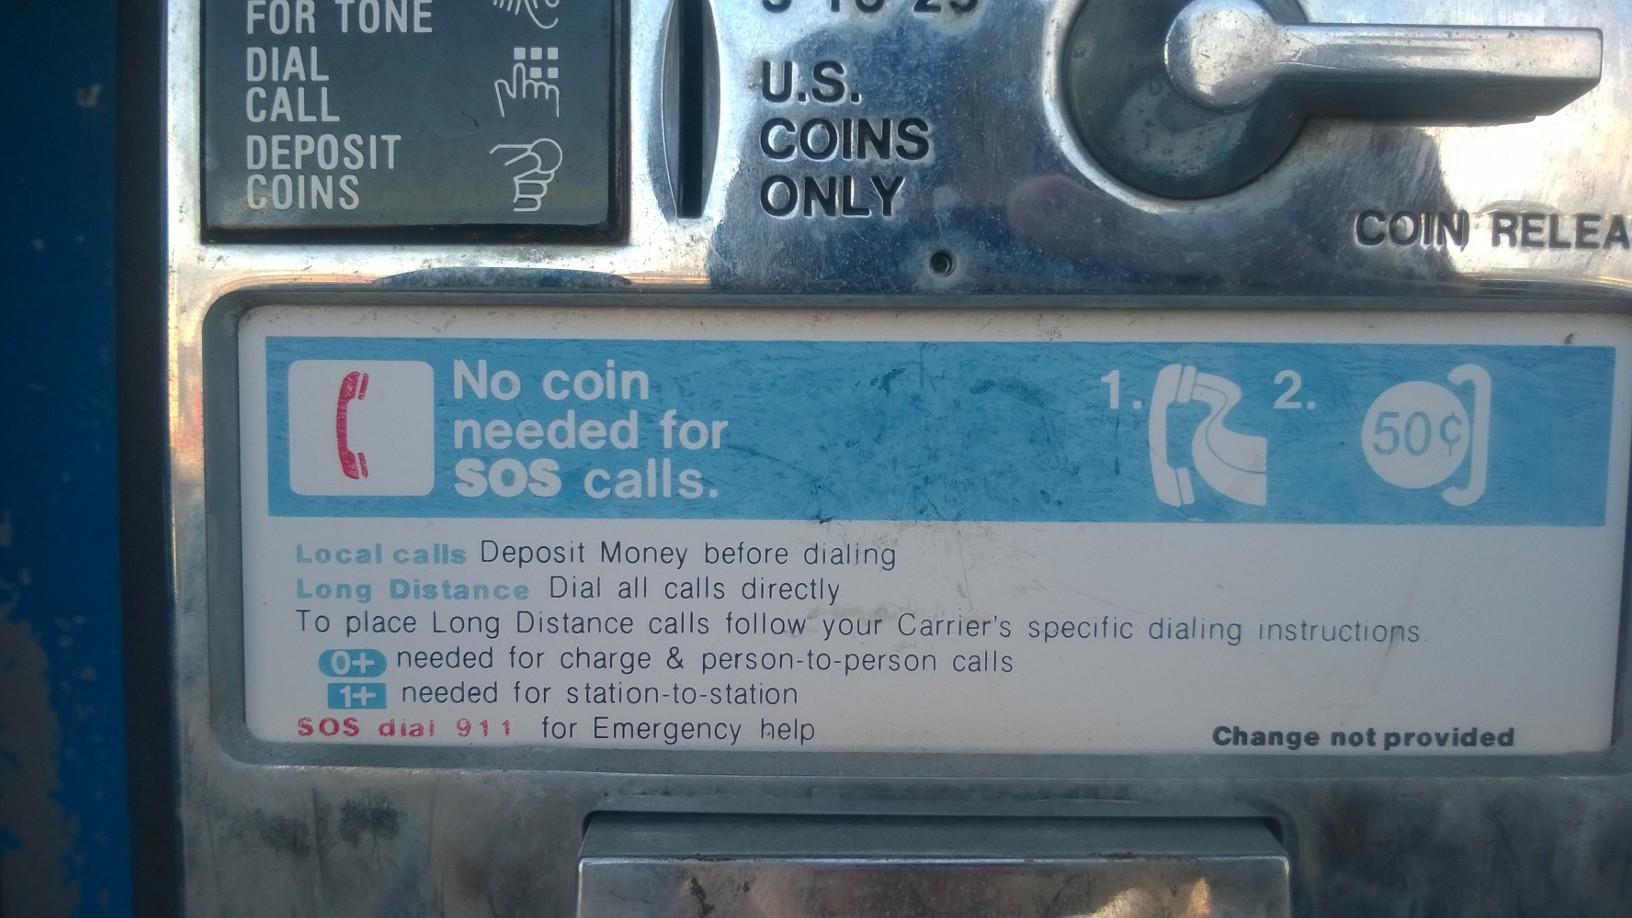 FOR TONE
DIAL
CALL
DEPOSIT
COINS
U.S.
COINS
ONLY
COIN RELEA
No coin
needed for
SOS calls.
1. 2. 50¢
Local calls Deposit Money before dialing
Long Distance Dial all calls directly
To place Long Distance calls follow your Carrier's specific dialing instructions.
0+ needed for charge & person-to-person calls
1+ needed for station-to-station
SOS dial 911 for Emergency help
Change not provided